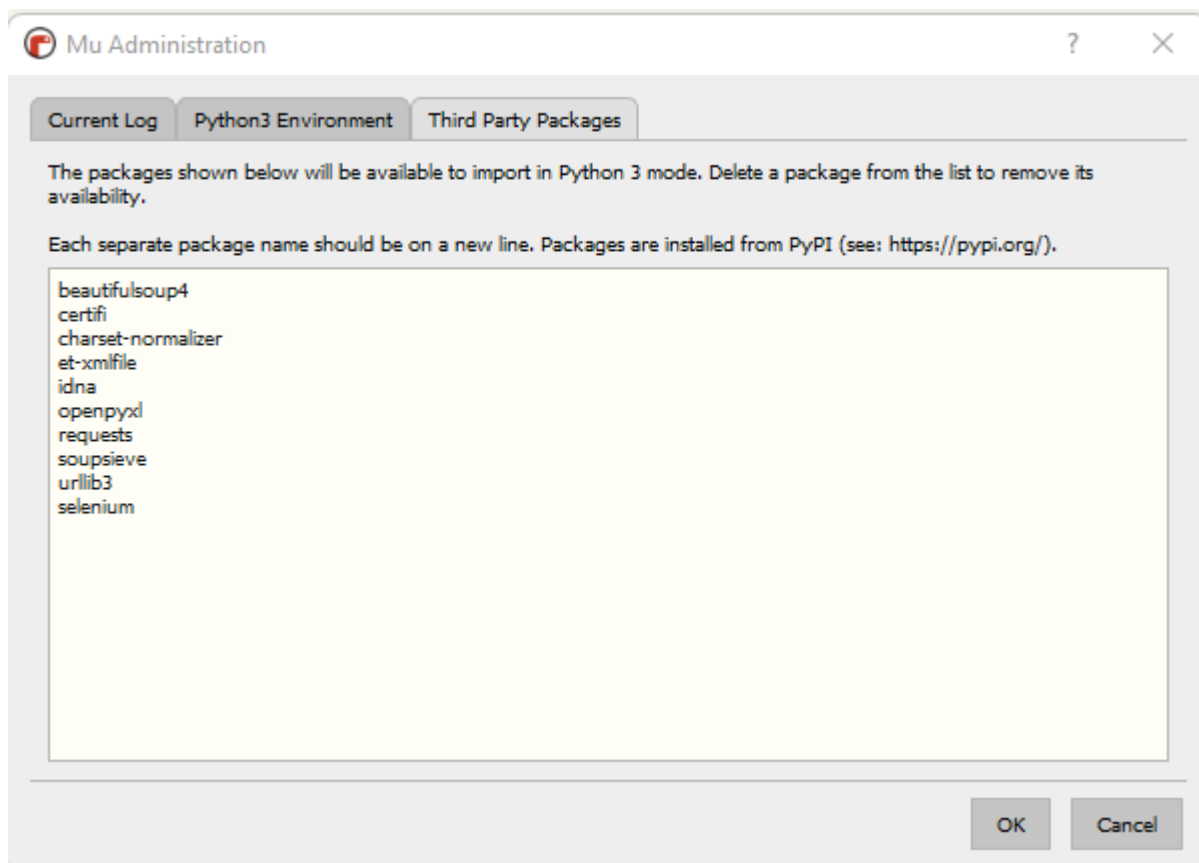 Mu Administration
Current Log Python3 Environment Third Party Packages
The packages shown below will be available to import in Python 3 mode. Delete a package from the list to remove its
availability.
Each separate package name should be on a new line. Packages are installed from PyPI (see: https://pypi.org/).
beautifulsoup4
certifi
charset-normalizer
et-xmlfile
idna
openpyxl
requests
soupsieve
urllib3
selenium
OK Cancel